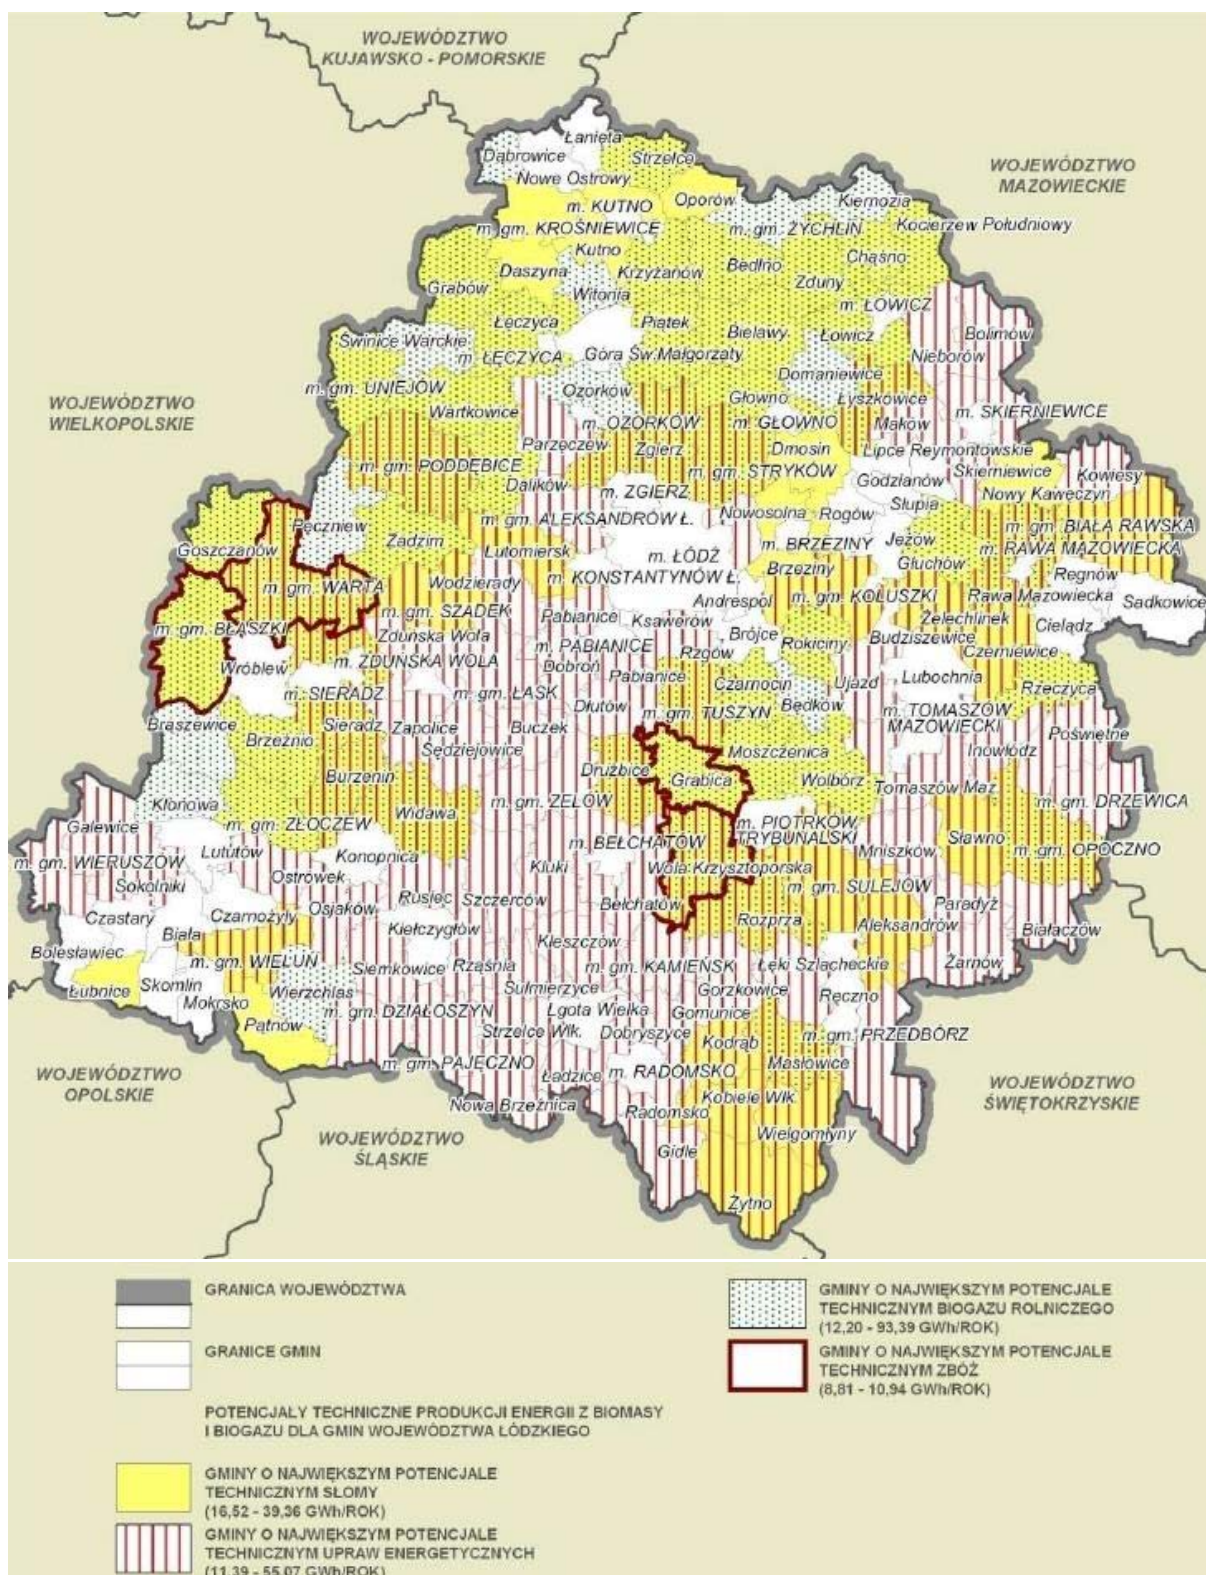 WOJEWÓDZTWO
KUJAWSKO - POMORSKIE
Łanięta
Dąbrowice
Strzelce
Nowe Ostrowy
WOJEWÓDZTWO
MAZOWIECKIE
Oporów
m. KUTNO
Kiernozia
m. gm. KROŚNIEWICE
m. gm. ŻYCHLIN
Kocierzew Południowy
Kutno
Bedlno
Chąśno
Daszyna
Krzyżanów
Zduny
Grabów
Witonia
m. ŁOWICZ
Łęczyca
Piątek
Bielawy
Łowicz
Bolimów
Świnice Warckie
m. ŁĘCZYCA
Góra Św.Małgorzaty
Nieborów
Domaniewice
m. gm. UNIEJÓW
Ozorków
Głowno
Łyszkowice
WOJEWÓDZTWO
WIELKOPOLSKIE
Wartkowice
m. OZORKÓW
m. GŁOWNO
Maków
m. SKIERNIEWICE
Parzęczew
Zgierz
Dmosin
Lipce Reymontowskie
m. gm. PODDĘBICE
m. gm. STRYKÓW
Skierniewice
Kowiesy
Dalików
m. ZGIERZ
Godzianów
Nowy Kawęczyn
Pęczniew
m. gm. ALEKSANDRÓW Ł.
Nowosolna
Rogów
Słupia
m. gm. BIAŁA RAWSKA
Goszczanów
Zadzim
Lutomiersk
m. ŁÓDŹ
m. BRZEZINY
Jeżów
m. RAWA MAZOWIECKA
Wodzierady
m. KONSTANTYNÓW Ł.
Brzeziny
Głuchów
Regnów
m. gm. WARTA
m. gm. SZADEK
Pabianice
Andrespol
m. gm. KOLUSZKI
Rawa Mazowiecka
Sadkowice
m. gm. BŁASZKI
Zduńska Wola
Ksawerów
Brójce
Żelechlinek
Cielądz
m. PABIANICE
Rzgów
Rokiciny
Budziszewice
Czerniewice
Wróblew
m. ZDUŃSKA WOLA
Dobroń
Pabianice
Czarnocin
Ujazd
Lubochnia
Rzeczyca
m. SIERADZ
m. gm. ŁASK
Dłutów
m. gm. TUSZYN
Będków
m. TOMASZÓW
MAZOWIECKI
Braszewice
Brzeźnio
Sieradz
Zapolice
Buczek
Poświętne
Sędziejowice
Moszczenica
Inowłódz
Drużbice
Grabica
Wolbórz
Burzenin
Tomaszów Maz.
Klonowa
Widawa
m. gm. ZELÓW
m. gm. DRZEWICA
Galewice
m. gm. ZŁOCZEW
m. BEŁCHATÓW
m. PIOTRKÓW
TRYBUNALSKI
Sławno
m. gm. WIERUSZÓW
Lututów
Konopnica
Mniszków
m. gm. OPOCZNO
Kluki
Wola Krzysztoporska
Sokolniki
Ostrówek
m. gm. SULEJÓW
Czastary
Czarnożyły
Osjaków
Rusiec
Szczerców
Bełchatów
Rozprza
Aleksandrów
Paradyż
Białaczów
Biała
Kiełczygłów
Kleszczów
Bolesławiec
m. gm. WIELUŃ
Siemkowice
Rząśnia
m. gm. KAMIEŃSK
Łęki Szlacheckie
Żarnów
Łubnice
Skomlin
Wierzchlas
Sulmierzyce
Gorzkowice
Ręczno
Mokrsko
m. gm. DZIAŁOSZYN
Lgota Wielka
Gomunice
Pątnów
Strzelce Wlk.
Dobryszyce
Kodrąb
m. gm. PRZEDBÓRZ
WOJEWÓDZTWO
OPOLSKIE
m. gm. PAJĘCZNO
Ładzice
m. RADOMSKO
Masłowice
WOJEWÓDZTWO
ŚWIĘTOKRZYSKIE
Nowa Brzeźnica
Radomsko
Kobiele Wlk.
WOJEWÓDZTWO
ŚLĄSKIE
Gidle
Wielgomłyny
Żytno
GRANICA WOJEWÓDZTWA
GRANICE GMIN
POTENCJAŁY TECHNICZNE PRODUKCJI ENERGII Z BIOMASY
I BIOGAZU DLA GMIN WOJEWÓDZTWA ŁÓDZKIEGO
GMINY O NAJWIĘKSZYM POTENCJALE
TECHNICZNYM SŁOMY
(16,52 - 39,36 GWh/ROK)
GMINY O NAJWIĘKSZYM POTENCJALE
TECHNICZNYM UPRAW ENERGETYCZNYCH
(11,39 - 55,07 GWh/ROK)
GMINY O NAJWIĘKSZYM POTENCJALE
TECHNICZNYM BIOGAZU ROLNICZEGO
(12,20 - 93,39 GWh/ROK)
GMINY O NAJWIĘKSZYM POTENCJALE
TECHNICZNYM ZBÓŻ
(8,81 - 10,94 GWh/ROK)